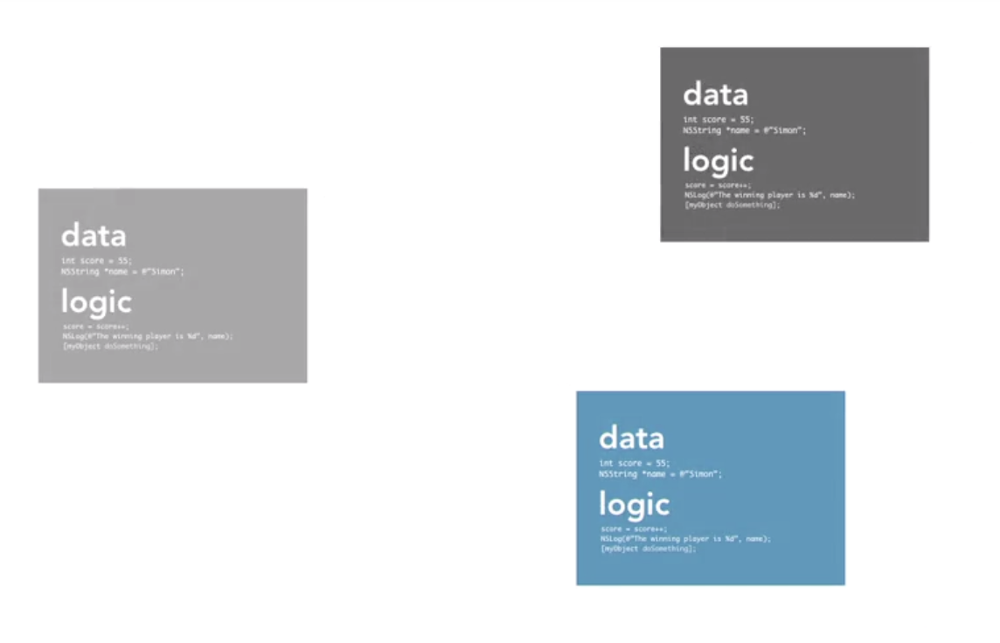 data
int score = 55;
NSString *name = @"Simon";
logic
score = score++;
NSLog(@"The winning player is %d", name);
[myObject doSomething];
data
int score = 55;
NSString *name = @"Simon";
logic
score = score++;
NSLog(@"The winning player is %d", name);
[myObject doSomething];
data
int score = 55;
NSString *name = @"Simon";
logic
score = score++;
NSLog(@"The winning player is %d", name);
[myObject doSomething];